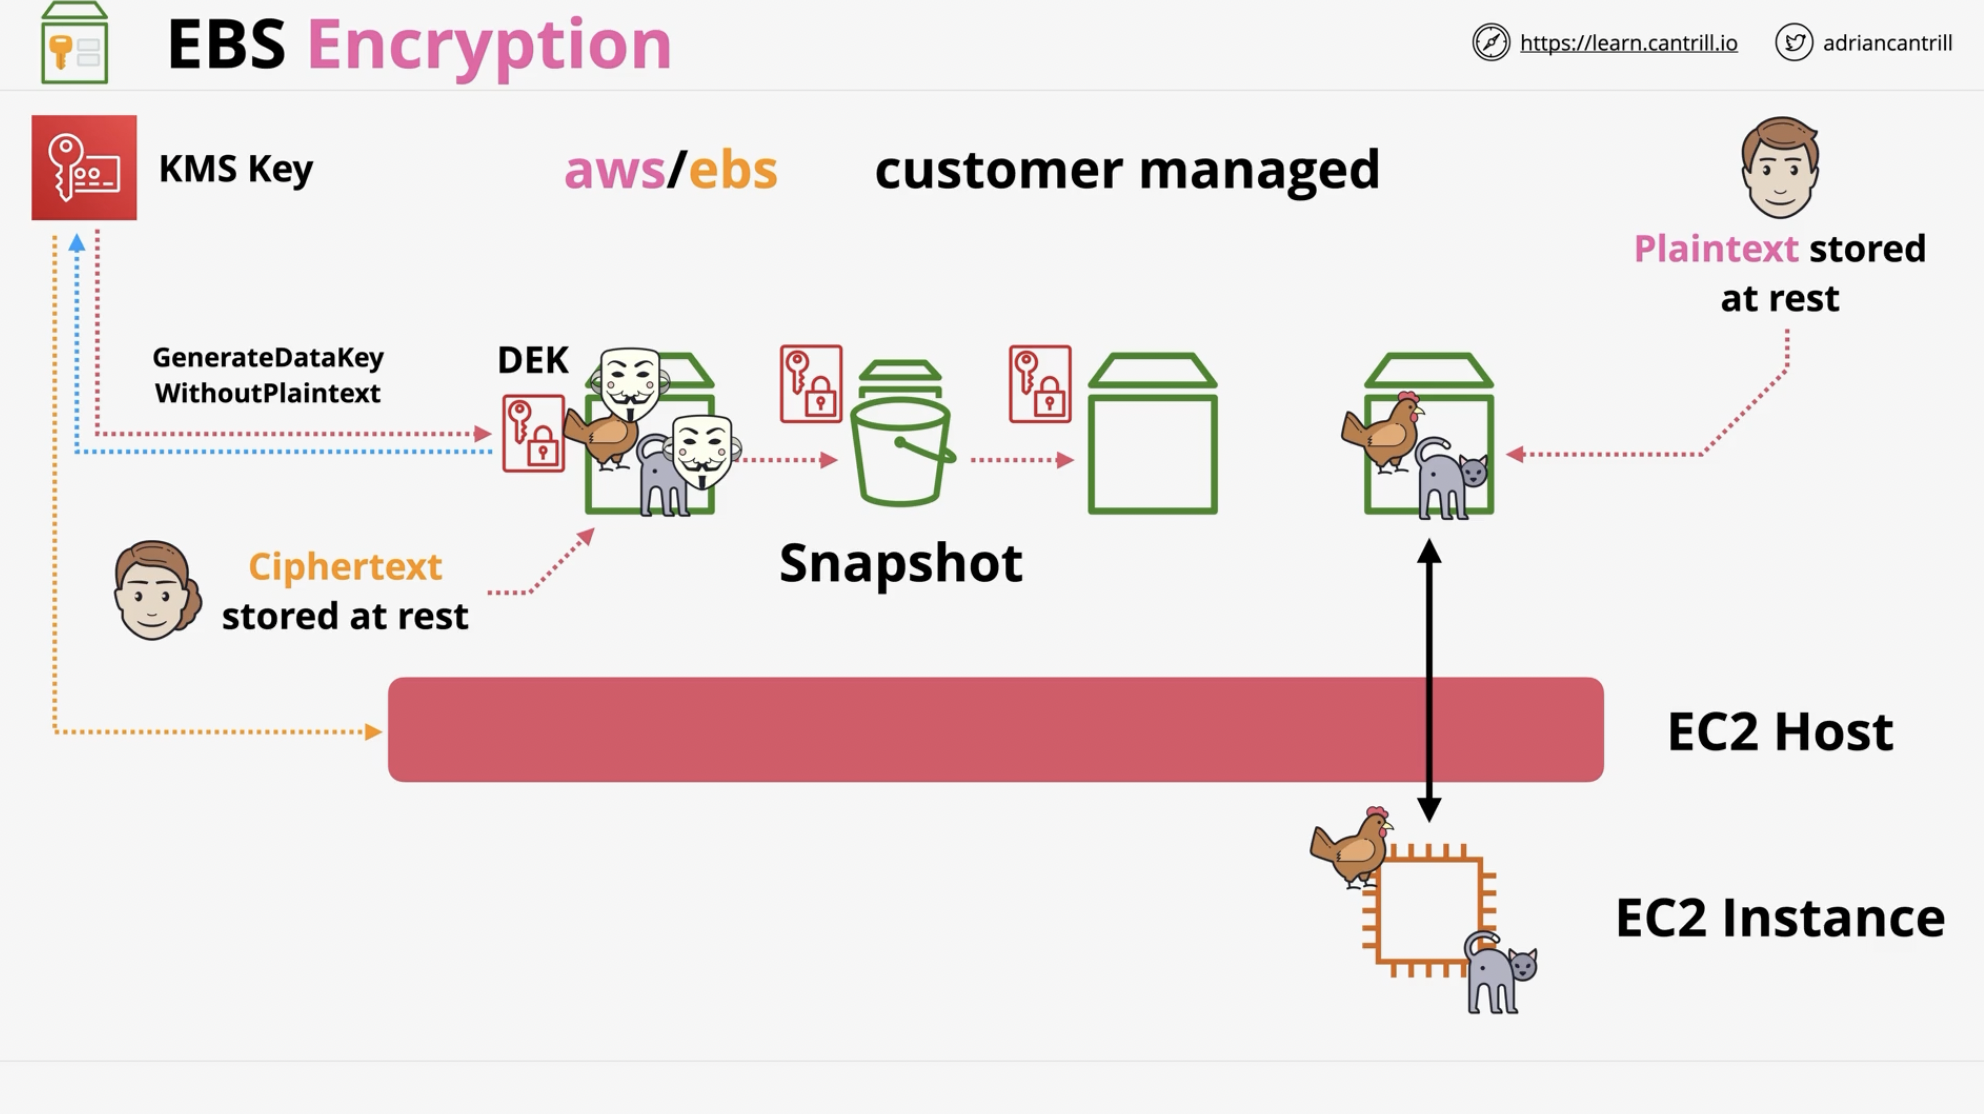 EBS Encryption
https://learn.cantrill.io
adriancantrill
KMS Key
aws/ebs
customer managed
Plaintext stored
at rest
GenerateDataKey
WithoutPlaintext
DEK
Ciphertext
stored at rest
Snapshot
EC2 Host
EC2 Instance